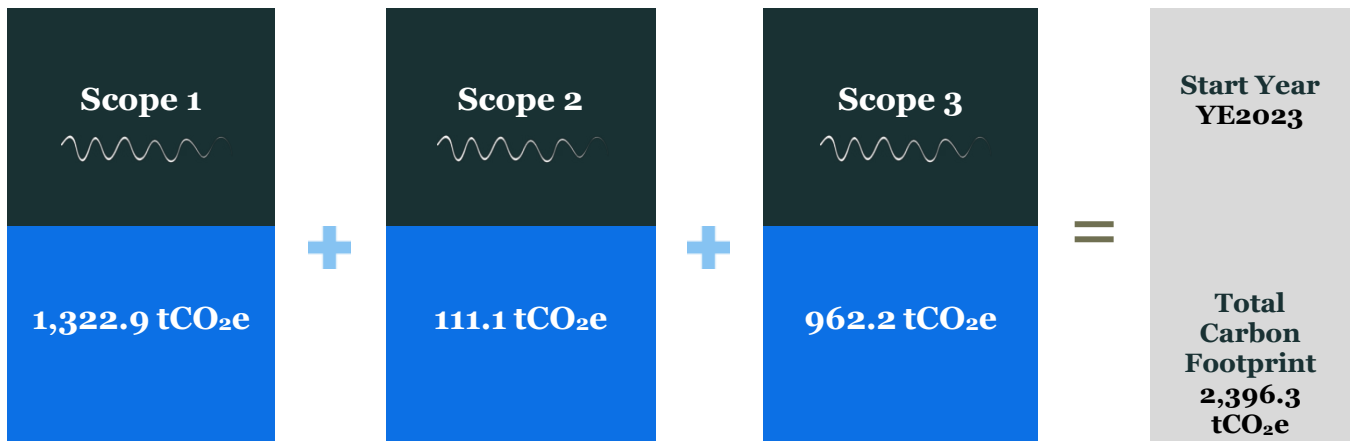 Scope 1
1,322.9 tCO₂e
Scope 2
111.1 tCO₂e
Scope 3
962.2 tCO₂e
=
Start Year
YE2023
Total
Carbon
Footprint
2,396.3
tCO₂e